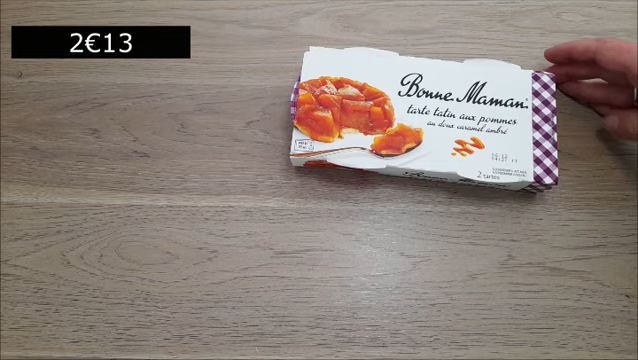 2€13
Bonne Maman
tarte tatin aux pommes
au doux caramel ambré
2 tartes